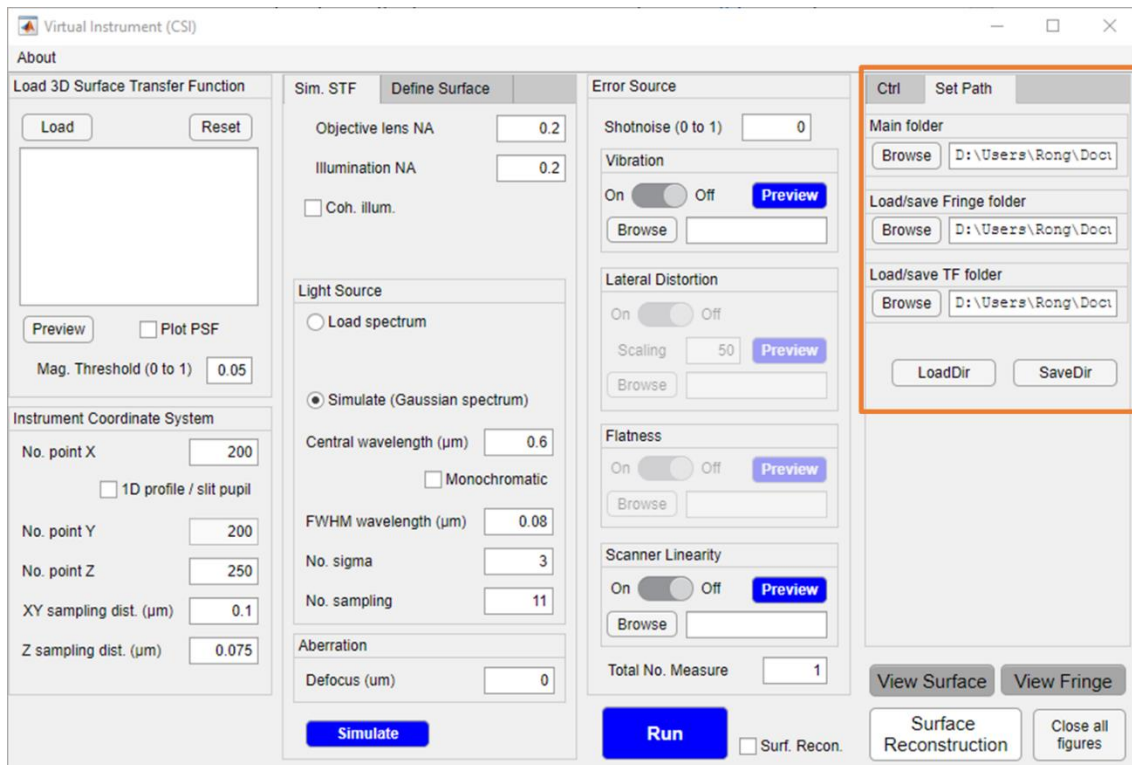 Virtual Instrument (CSI)
About
Load 3D Surface Transfer Function
Load
Reset
Preview
Plot PSF
Mag. Threshold (0 to 1)
0.05
Instrument Coordinate System
No. point X
200
1D profile / slit pupil
No. point Y
200
No. point Z
250
XY sampling dist. (µm)
0.1
Z sampling dist. (µm)
0.075
Sim. STF
Define Surface
Objective lens NA
0.2
Illumination NA
0.2
Coh. illum.
Light Source
Load spectrum
Simulate (Gaussian spectrum)
Central wavelength (µm)
0.6
Monochromatic
FWHM wavelength (µm)
0.08
No. sigma
3
No. sampling
11
Aberration
Defocus (um)
0
Simulate
Error Source
Shotnoise (0 to 1)
0
Vibration
On
Off
Preview
Browse
Lateral Distortion
On
Off
Scaling
50
Preview
Browse
Flatness
On
Off
Preview
Browse
Scanner Linearity
On
Off
Preview
Browse
Total No. Measure
1
Run
Surf. Recon.
Ctrl
Set Path
Main folder
Browse
D:\Users\Rong\Docu
Load/save Fringe folder
Browse
D:\Users\Rong\Docu
Load/save TF folder
Browse
D:\Users\Rong\Docu
LoadDir
SaveDir
View Surface
View Fringe
Surface
Reconstruction
Close all
figures